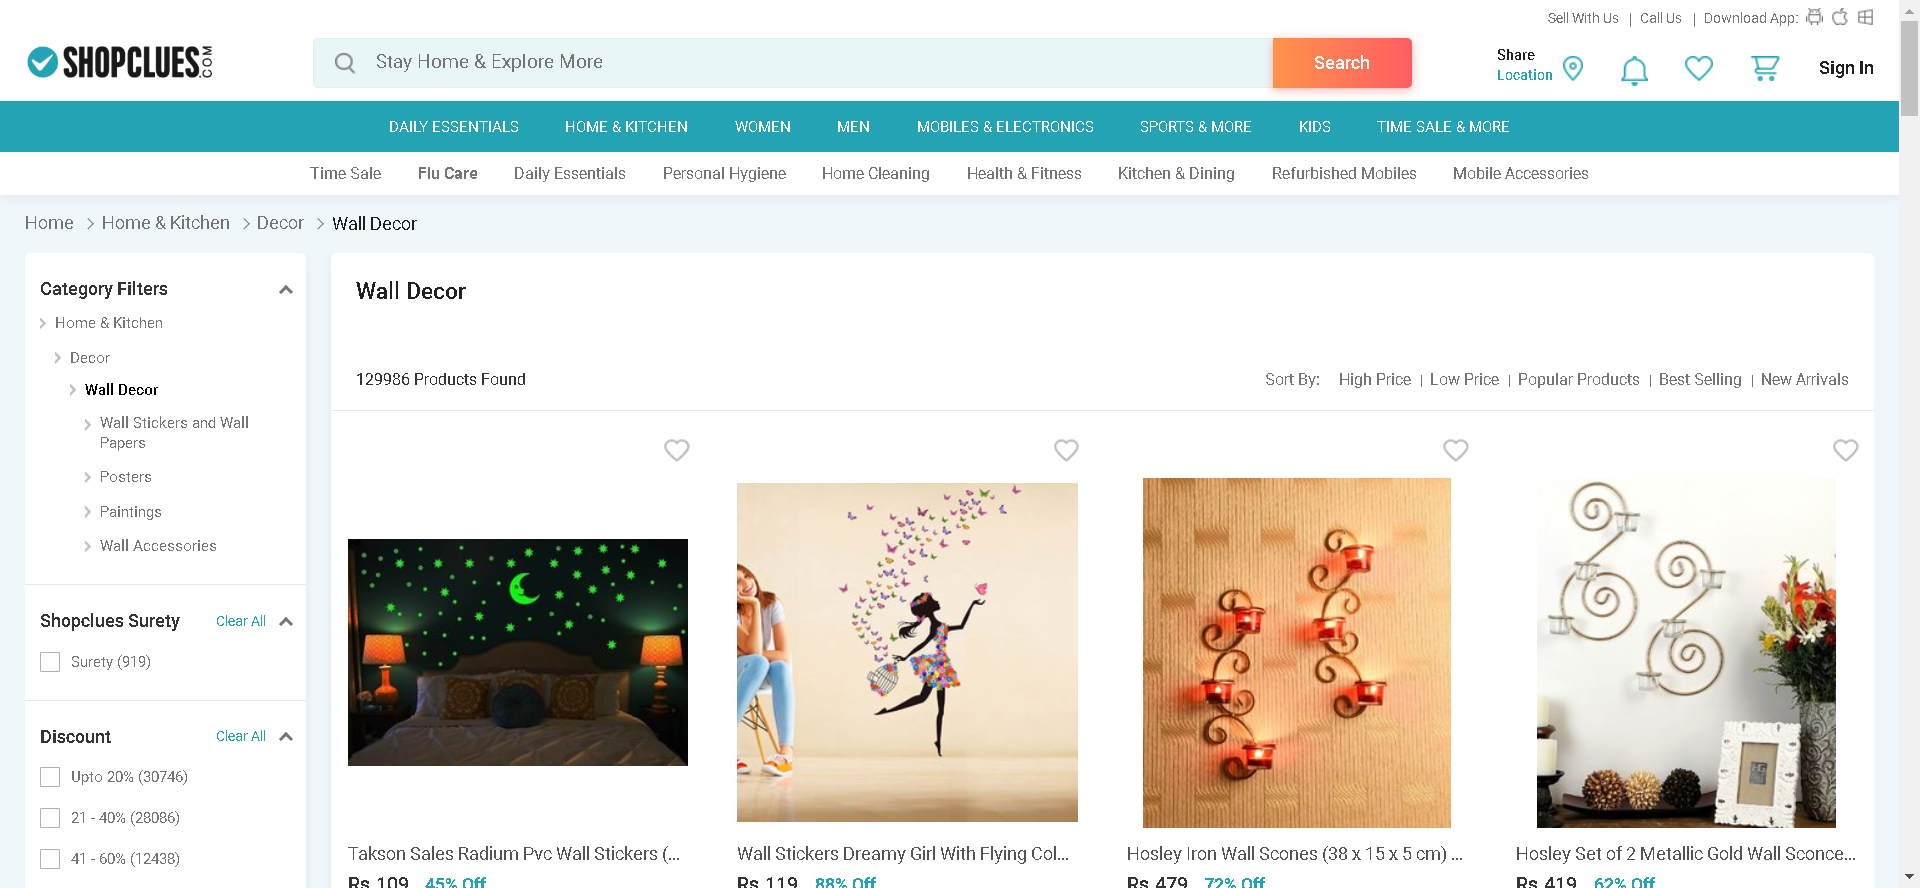 Sell With Us | Call Us | Download App:
SHOPCLUES.COM
Stay Home & Explore More
Search
Share
Location
Sign In
DAILY ESSENTIALS HOME & KITCHEN WOMEN MEN MOBILES & ELECTRONICS SPORTS & MORE KIDS TIME SALE & MORE
Time Sale Flu Care Daily Essentials Personal Hygiene Home Cleaning Health & Fitness Kitchen & Dining Refurbished Mobiles Mobile Accessories
Home > Home & Kitchen > Decor > Wall Decor
Category Filters
Home & Kitchen
Decor
Wall Decor
Wall Stickers and Wall
Papers
Posters
Paintings
Wall Accessories
Shopclues Surety Clear All
Surety (919)
Discount Clear All
Upto 20% (30746)
21 - 40% (28086)
41 - 60% (12438)
Wall Decor
129986 Products Found
Sort By: High Price | Low Price | Popular Products | Best Selling | New Arrivals
Takson Sales Radium Pvc Wall Stickers (...
Rs 109 45% Off
Wall Stickers Dreamy Girl With Flying Col...
Rs 119 88% Off
Hosley Iron Wall Scones (38 x 15 x 5 cm) ...
Rs 479 72% Off
Hosley Set of 2 Metallic Gold Wall Sconce...
Rs 419 62% Off